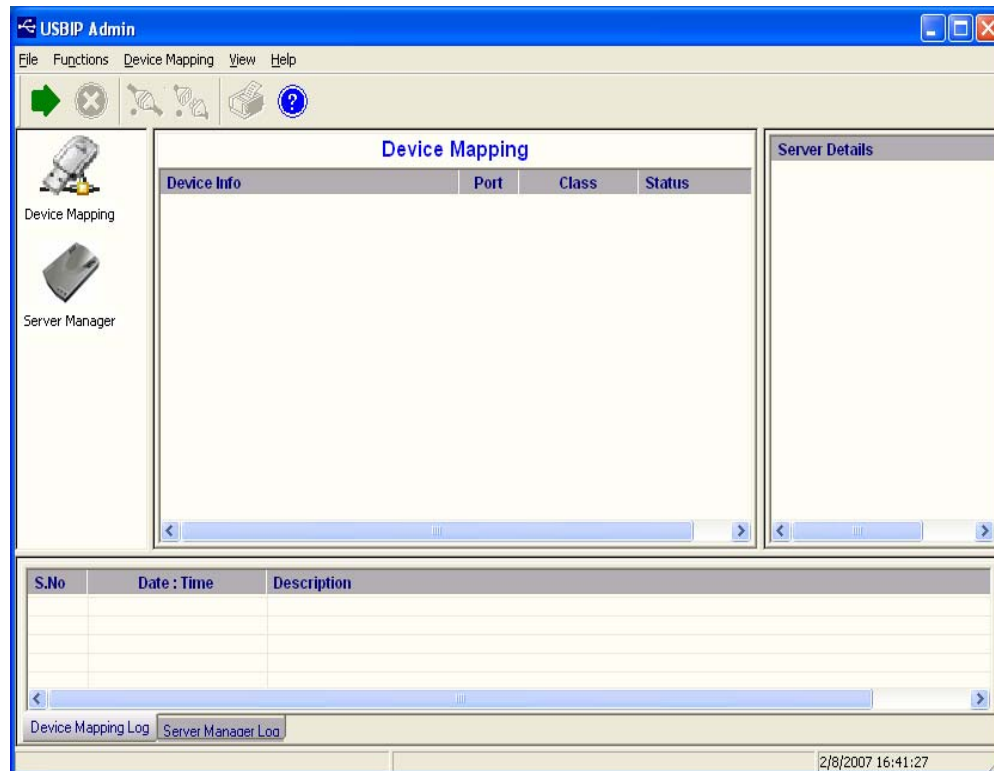 USBIP Admin
File Functions Device Mapping View Help
Device Mapping
Server Manager
Device Mapping
Device Info Port Class Status
Server Details
S.No Date : Time Description
Device Mapping Log Server Manager Log
2/8/2007 16:41:27